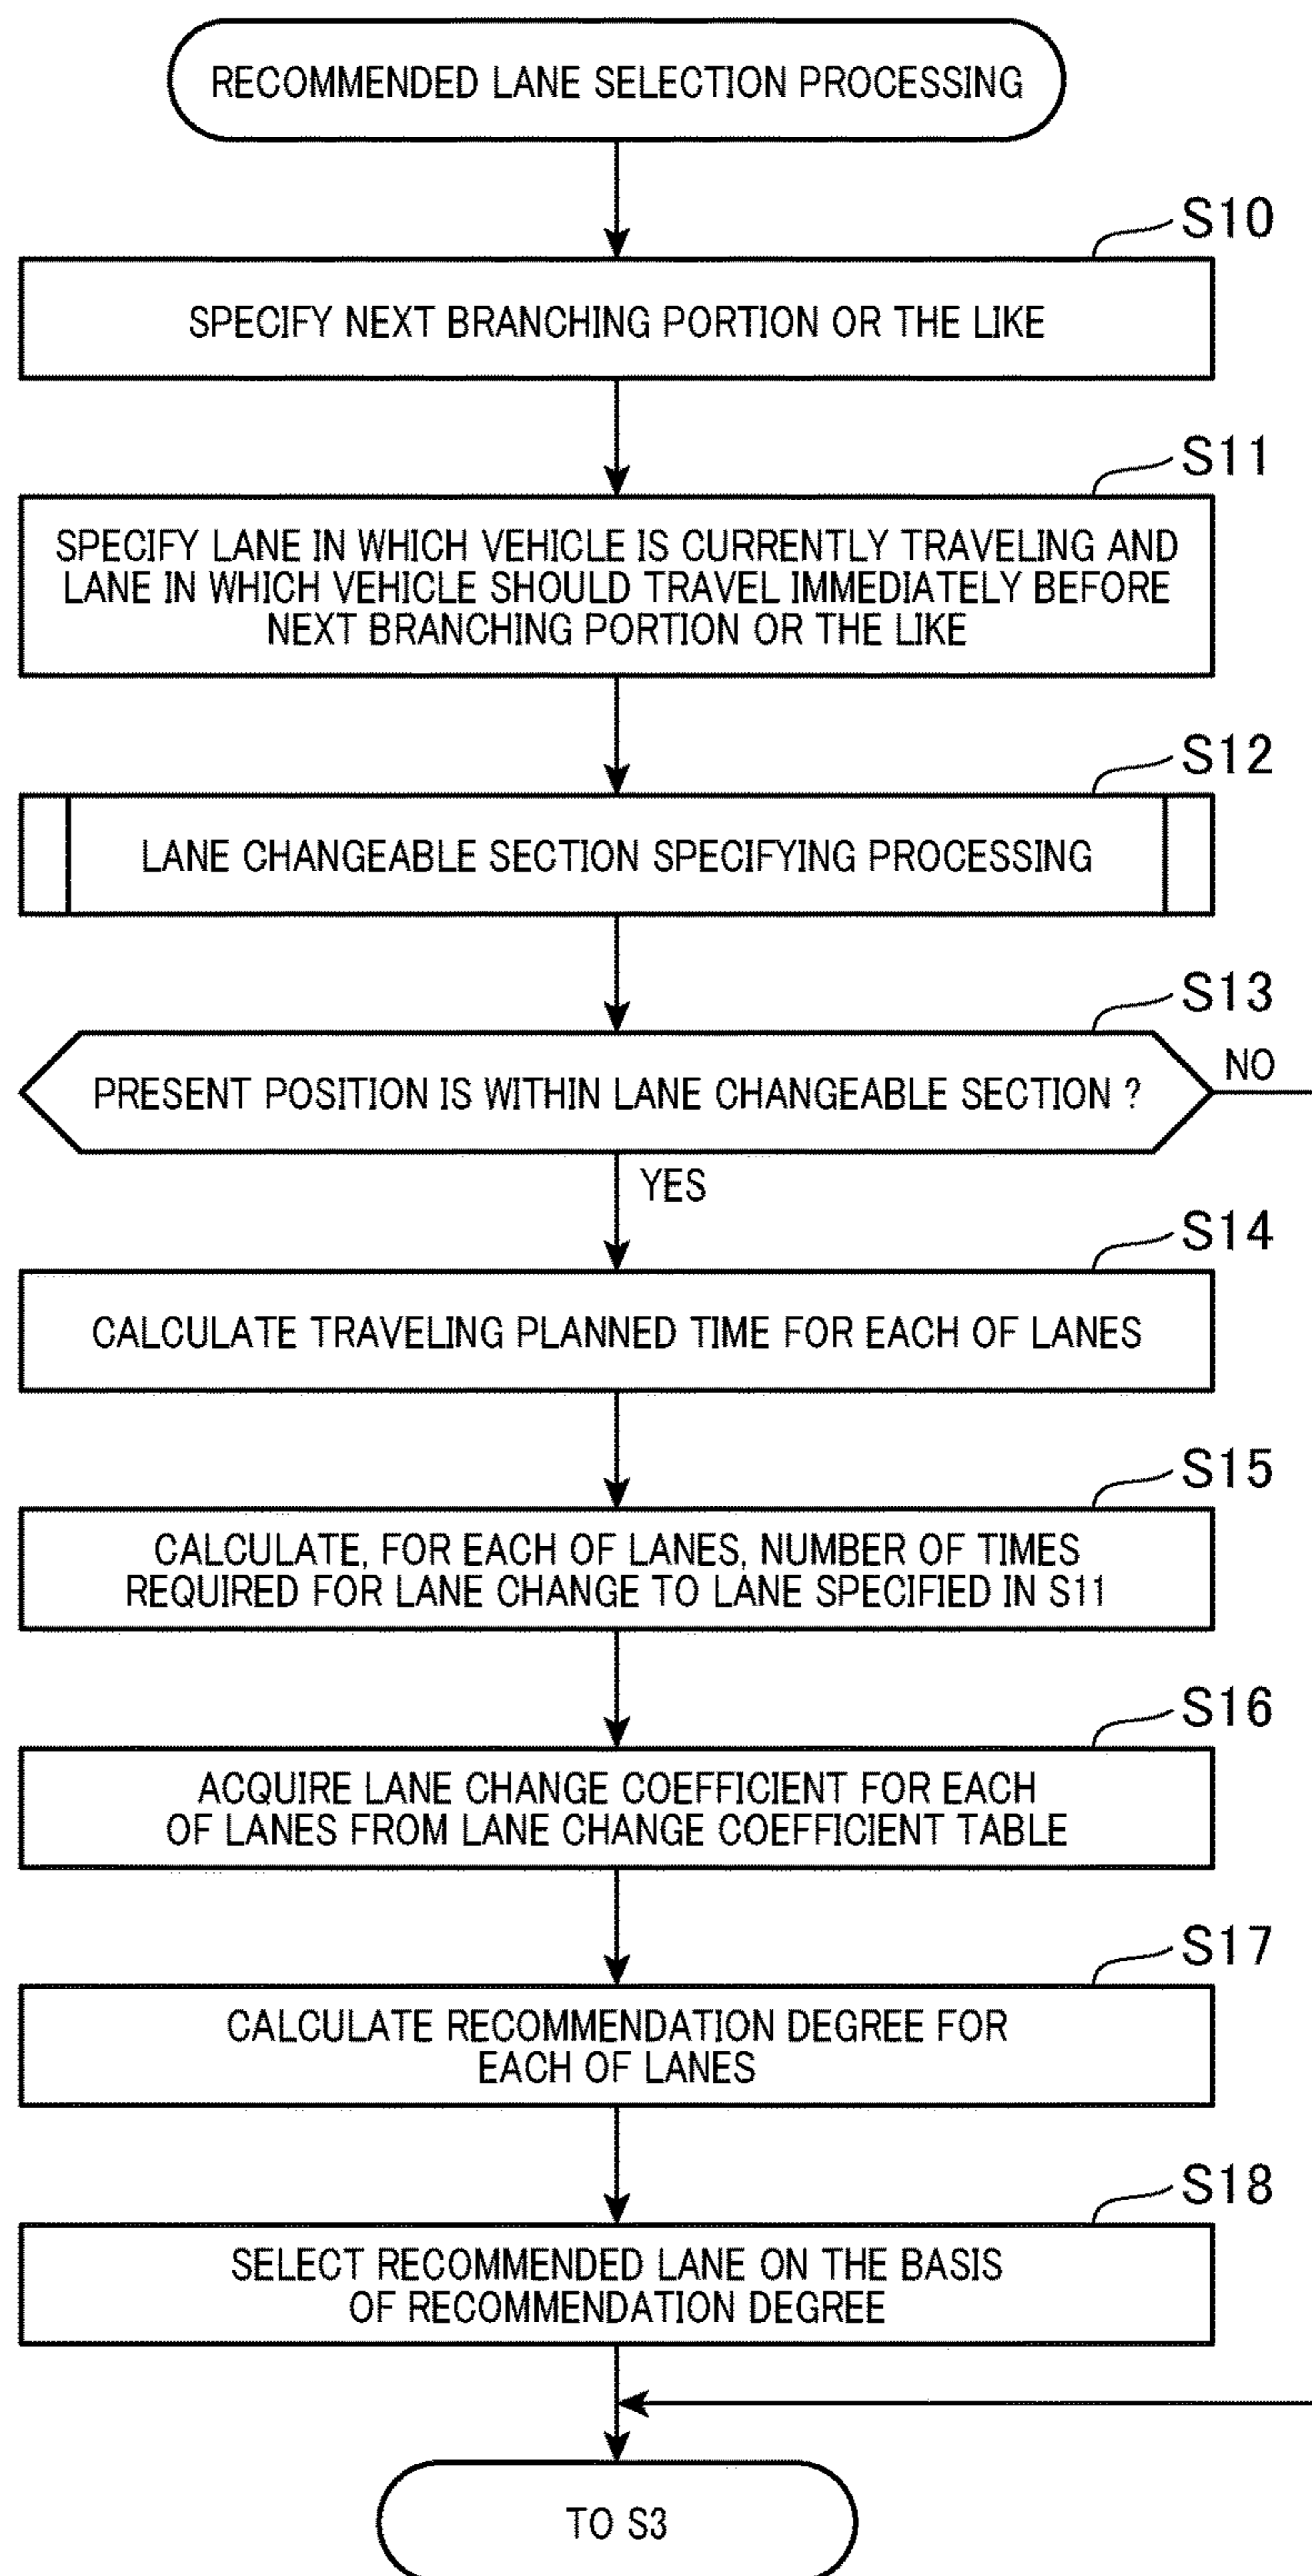 RECOMMENDED LANE SELECTION PROCESSING
S10
SPECIFY NEXT BRANCHING PORTION OR THE LIKE
S11
SPECIFY LANE IN WHICH VEHICLE IS CURRENTLY TRAVELING AND
LANE IN WHICH VEHICLE SHOULD TRAVEL IMMEDIATELY BEFORE
NEXT BRANCHING PORTION OR THE LIKE
S12
LANE CHANGEABLE SECTION SPECIFYING PROCESSING
S13
PRESENT POSITION IS WITHIN LANE CHANGEABLE SECTION ?
NO
YES
S14
CALCULATE TRAVELING PLANNED TIME FOR EACH OF LANES
S15
CALCULATE, FOR EACH OF LANES, NUMBER OF TIMES
REQUIRED FOR LANE CHANGE TO LANE SPECIFIED IN S11
S16
ACQUIRE LANE CHANGE COEFFICIENT FOR EACH
OF LANES FROM LANE CHANGE COEFFICIENT TABLE
S17
CALCULATE RECOMMENDATION DEGREE FOR
EACH OF LANES
S18
SELECT RECOMMENDED LANE ON THE BASIS
OF RECOMMENDATION DEGREE
TO S3